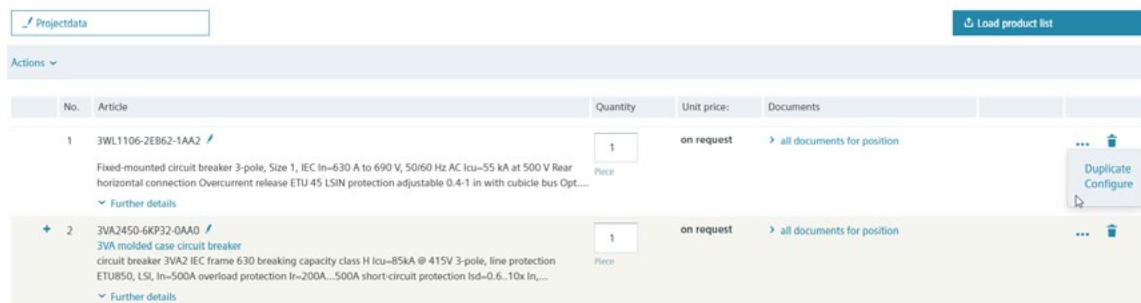 Projectdata
Load product list
Actions
No. Article Quantity Unit price: Documents
1 3WL1106-2EB62-1AA2 1 on request all documents for position ...
Fixed-mounted circuit breaker 3-pole, Size 1, IEC In=630 A to 690 V, 50/60 Hz AC Icu=55 kA at 500 V Rear
horizontal connection Overcurrent release ETU 45 LSIN protection adjustable 0.4-1 in with cubicle bus Opt....
Piece
Further details
Duplicate
Configure
+ 2 3VA2450-6KP32-0AA0 1 on request all documents for position ...
3VA molded case circuit breaker
circuit breaker 3VA2 IEC frame 630 breaking capacity class H Icu=85kA @ 415V 3-pole, line protection
ETU850, LSI, In=500A overload protection Ir=200A...500A short-circuit protection Isd=0.6..10x In,...
Piece
Further details